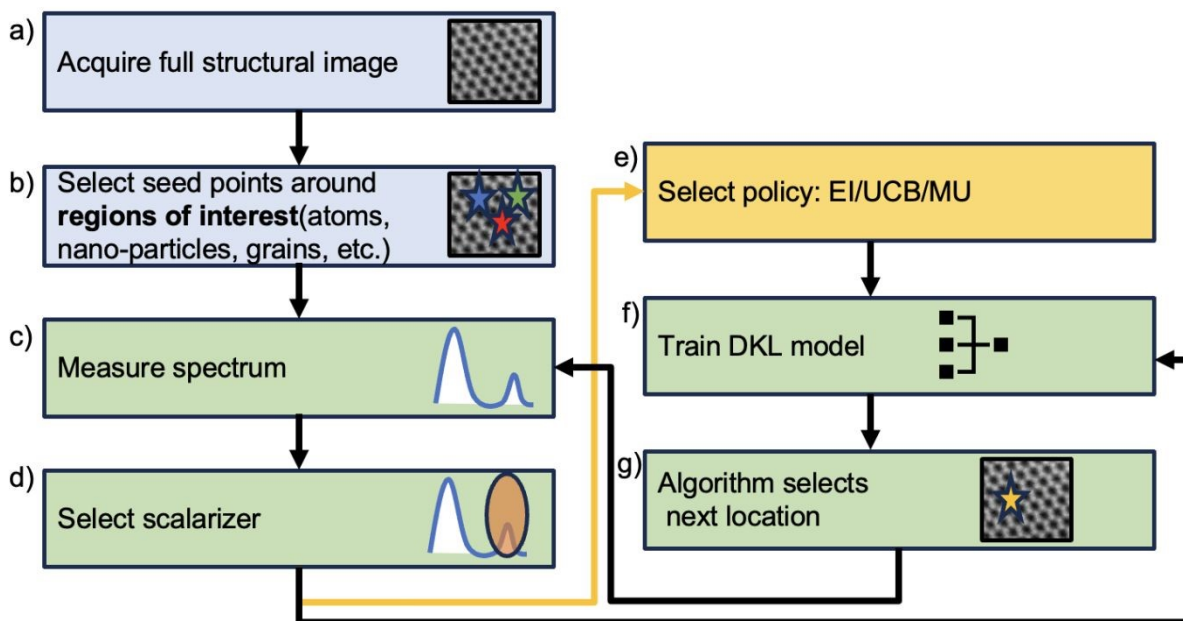 a)
Acquire full structural image
b)
Select seed points around
regions of interest(atoms,
nano-particles, grains, etc.)
c)
Measure spectrum
d)
Select scalarizer
e)
Select policy: EI/UCB/MU
f)
Train DKL model
g)
Algorithm selects
next location